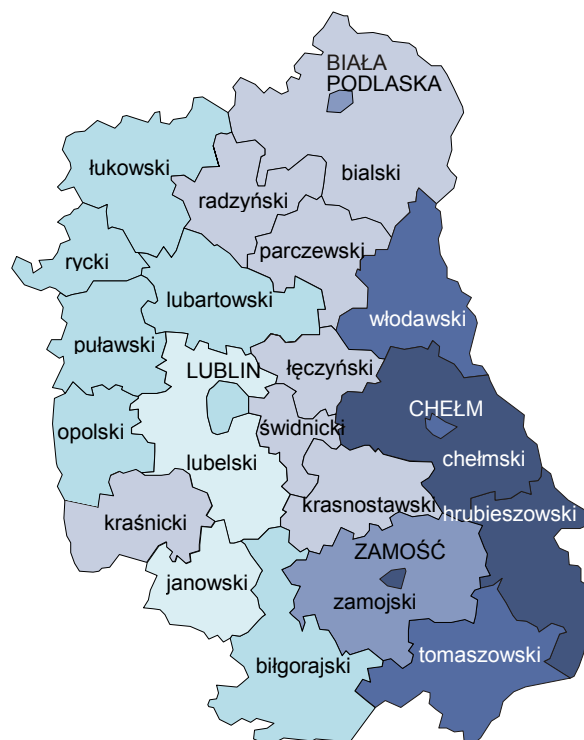 BIAŁA
PODLASKA
łukowski
bialski
radzyński
parczewski
rycki
lubartowski
włodawski
puławski
LUBLIN
łęczyński
CHEŁM
opolski
świdnicki
lubelski
chełmski
krasnostawski
hrubieszowski
kraśnicki
ZAMOŚĆ
janowski
zamojski
biłgorajski
tomaszowski